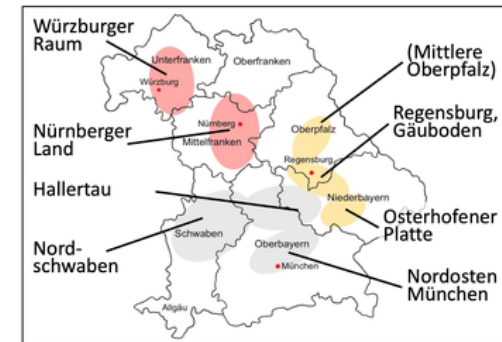 Würzburger
Raum
Unterfranken
Oberfranken
Würzburg
(Mittlere
Oberpfalz)
Nürnberger
Land
Nürnberg
Mittelfranken
Oberpfalz
Regensburg,
Gäuboden
Regensburg
Hallertau
Niederbayern
Osterhofener
Platte
Nord-
schwaben
Schwaben
Oberbayern
München
Nordosten
München
Allgäu